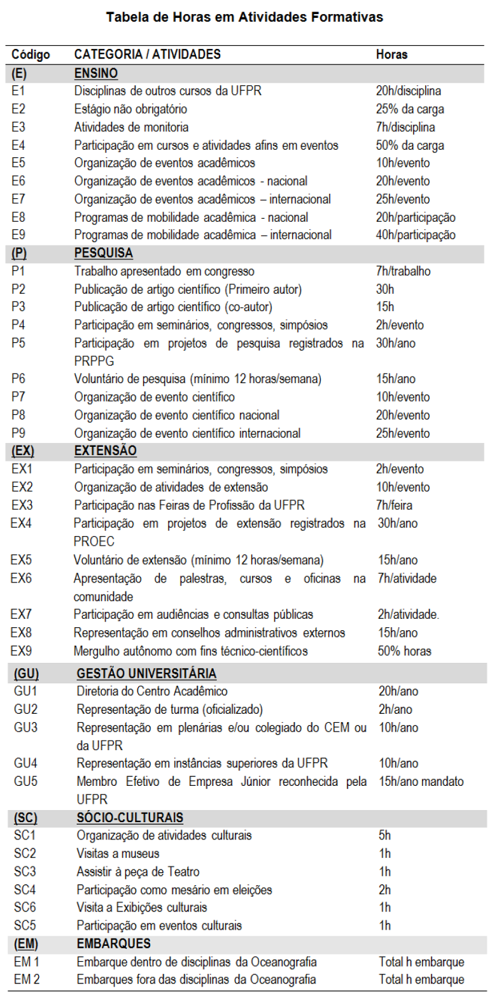 Tabela de Horas em Atividades Formativas
Código CATEGORIA / ATIVIDADES Horas
(E) ENSINO
E1 Disciplinas de outros cursos da UFPR 20h/disciplina
E2 Estágio não obrigatório 25% da carga
E3 Atividades de monitoria 7h/disciplina
E4 Participação em cursos e atividades afins em eventos 50% da carga
E5 Organização de eventos acadêmicos 10h/evento
E6 Organização de eventos acadêmicos - nacional 20h/evento
E7 Organização de eventos acadêmicos – internacional 25h/evento
E8 Programas de mobilidade acadêmica - nacional 20h/participação
E9 Programas de mobilidade acadêmica – internacional 40h/participação
(P) PESQUISA
P1 Trabalho apresentado em congresso 7h/trabalho
P2 Publicação de artigo científico (Primeiro autor) 30h
P3 Publicação de artigo científico (co-autor) 15h
P4 Participação em seminários, congressos, simpósios 2h/evento
P5 Participação em projetos de pesquisa registrados na 30h/ano
PRPPG
P6 Voluntário de pesquisa (mínimo 12 horas/semana) 15h/ano
P7 Organização de evento científico 10h/evento
P8 Organização de evento científico nacional 20h/evento
P9 Organização de evento científico internacional 25h/evento
(EX) EXTENSÃO
EX1 Participação em seminários, congressos, simpósios 2h/evento
EX2 Organização de atividades de extensão 10h/evento
EX3 Participação nas Feiras de Profissão da UFPR 7h/feira
EX4 Participação em projetos de extensão registrados na 30h/ano
PROEC
EX5 Voluntário de extensão (mínimo 12 horas/semana) 15h/ano
EX6 Apresentação de palestras, cursos e oficinas na 7h/atividade
comunidade
EX7 Participação em audiências e consultas públicas 2h/atividade.
EX8 Representação em conselhos administrativos externos 15h/ano
EX9 Mergulho autônomo com fins técnico-científicos 50% horas
(GU) GESTÃO UNIVERSITÁRIA
GU1 Diretoria do Centro Acadêmico 20h/ano
GU2 Representação de turma (oficializado) 2h/ano
GU3 Representação em plenárias e/ou colegiado do CEM ou 10h/ano
da UFPR
GU4 Representação em instâncias superiores da UFPR 10h/ano
GU5 Membro Efetivo de Empresa Júnior reconhecida pela 15h/ano mandato
UFPR
(SC) SÓCIO-CULTURAIS
SC1 Organização de atividades culturais 5h
SC2 Visitas a museus 1h
SC3 Assistir à peça de Teatro 1h
SC4 Participação como mesário em eleições 2h
SC6 Visita a Exibições culturais 1h
SC5 Participação em eventos culturais 1h
(EM) EMBARQUES
EM 1 Embarque dentro de disciplinas da Oceanografia Total h embarque
EM 2 Embarques fora das disciplinas da Oceanografia Total h embarque